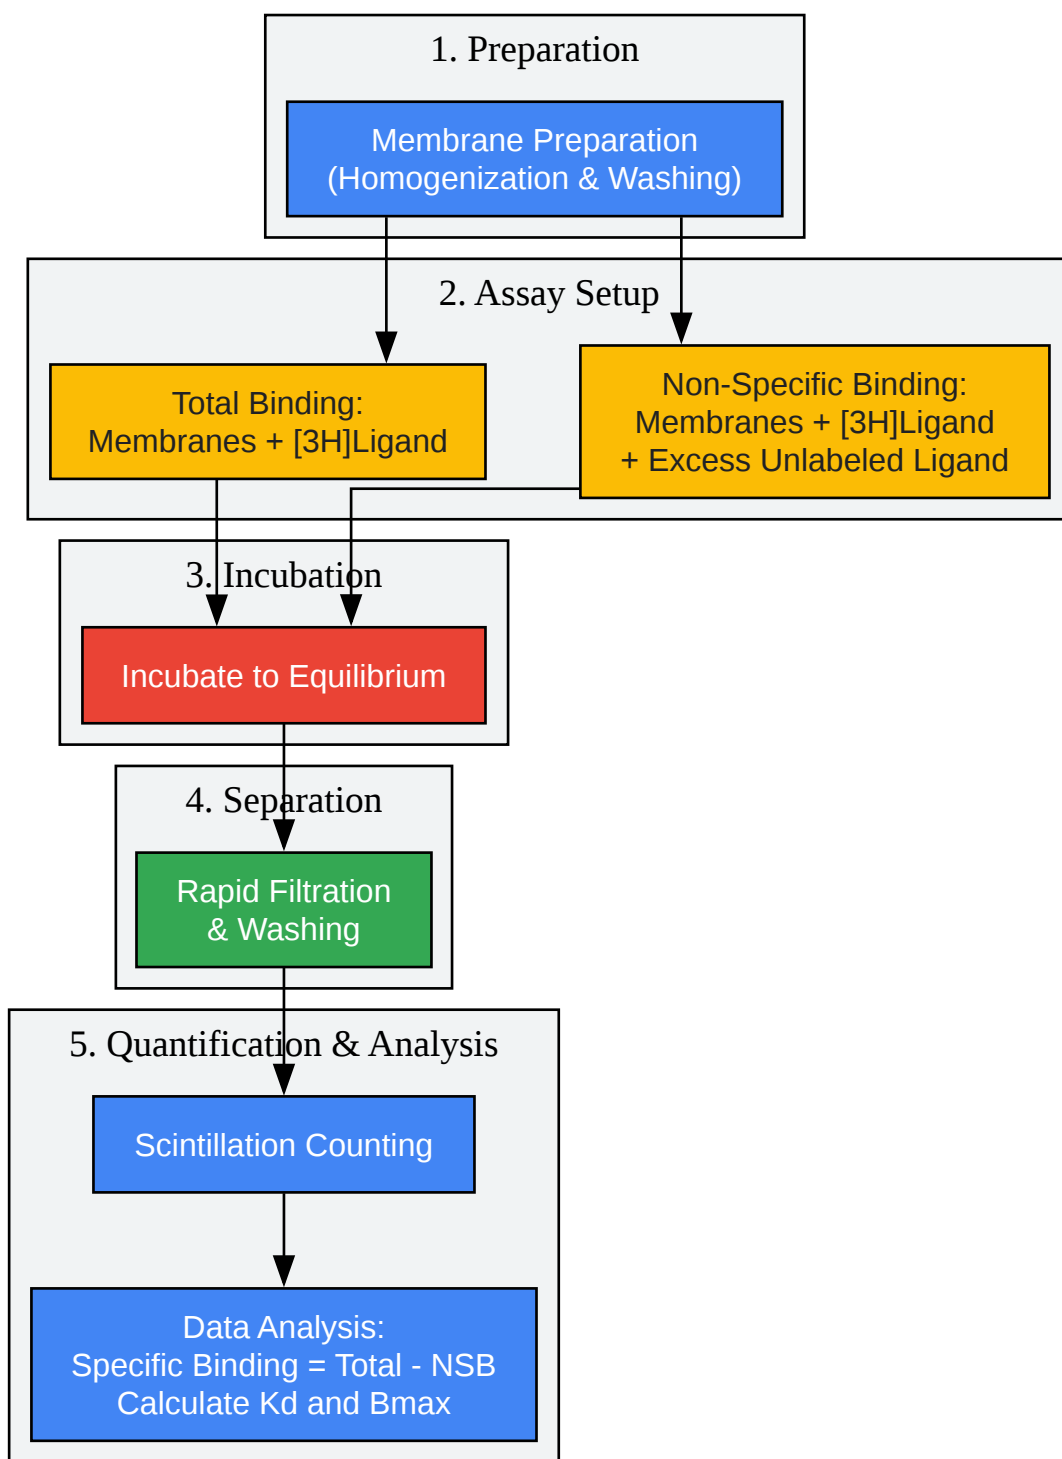 1. Preparation
Membrane Preparation
(Homogenization & Washing)
2. Assay Setup
Total Binding:
Membranes + [3H]Ligand
Non-Specific Binding:
Membranes + [3H]Ligand
+ Excess Unlabeled Ligand
3. Incubation
Incubate to Equilibrium
4. Separation
Rapid Filtration
& Washing
5. Quantification & Analysis
Scintillation Counting
Data Analysis:
Specific Binding = Total - NSB
Calculate Kd and Bmax